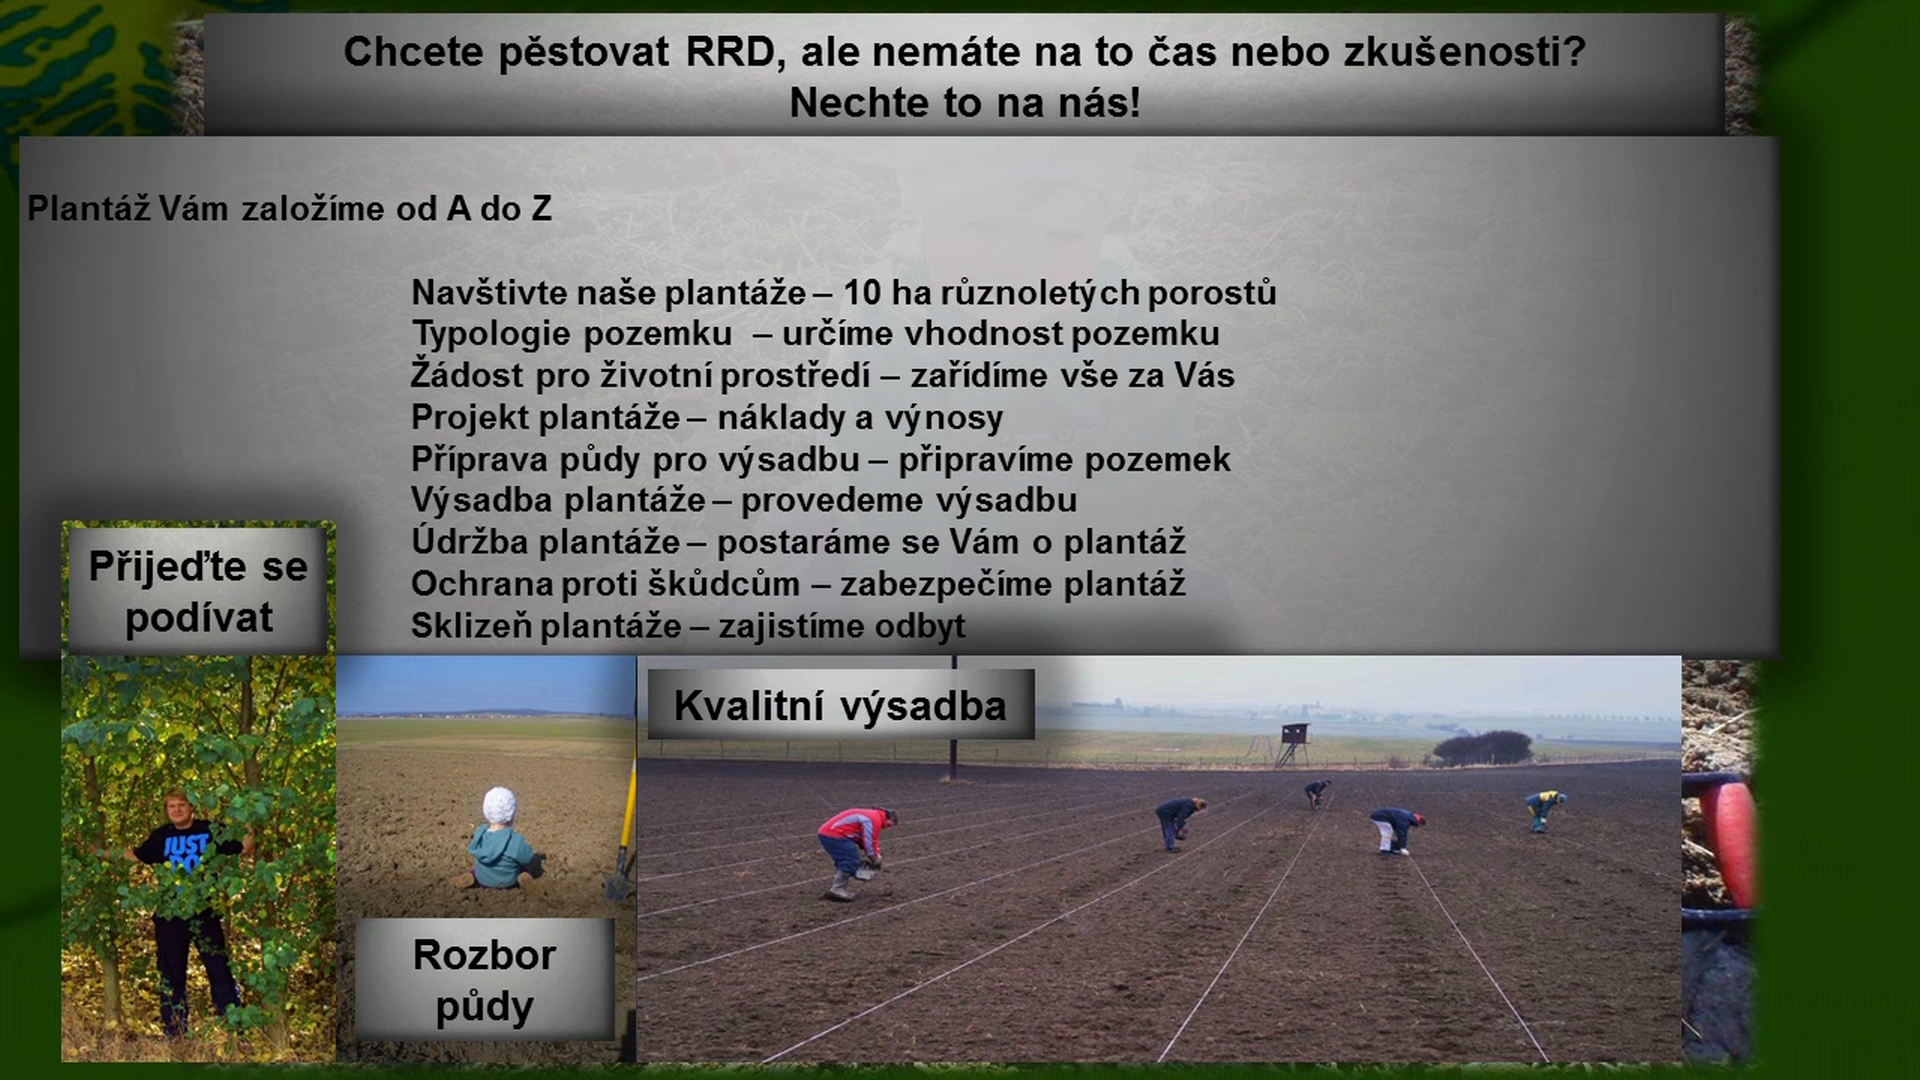 Chcete pěstovat RRD, ale nemáte na to čas nebo zkušenosti?
Nechte to na nás!
Plantáž Vám založíme od A do Z
Navštivte naše plantáže – 10 ha různoletých porostů
Typologie pozemku – určíme vhodnost pozemku
Žádost pro životní prostředí – zařídíme vše za Vás
Projekt plantáže – náklady a výnosy
Příprava půdy pro výsadbu – připravíme pozemek
Výsadba plantáže – provedeme výsadbu
Údržba plantáže – postaráme se Vám o plantáž
Ochrana proti škůdcům – zabezpečíme plantáž
Sklizeň plantáže – zajistíme odbyt
Přijeďte se
podívat
Kvalitní výsadba
JUST
DO
Rozbor
půdy